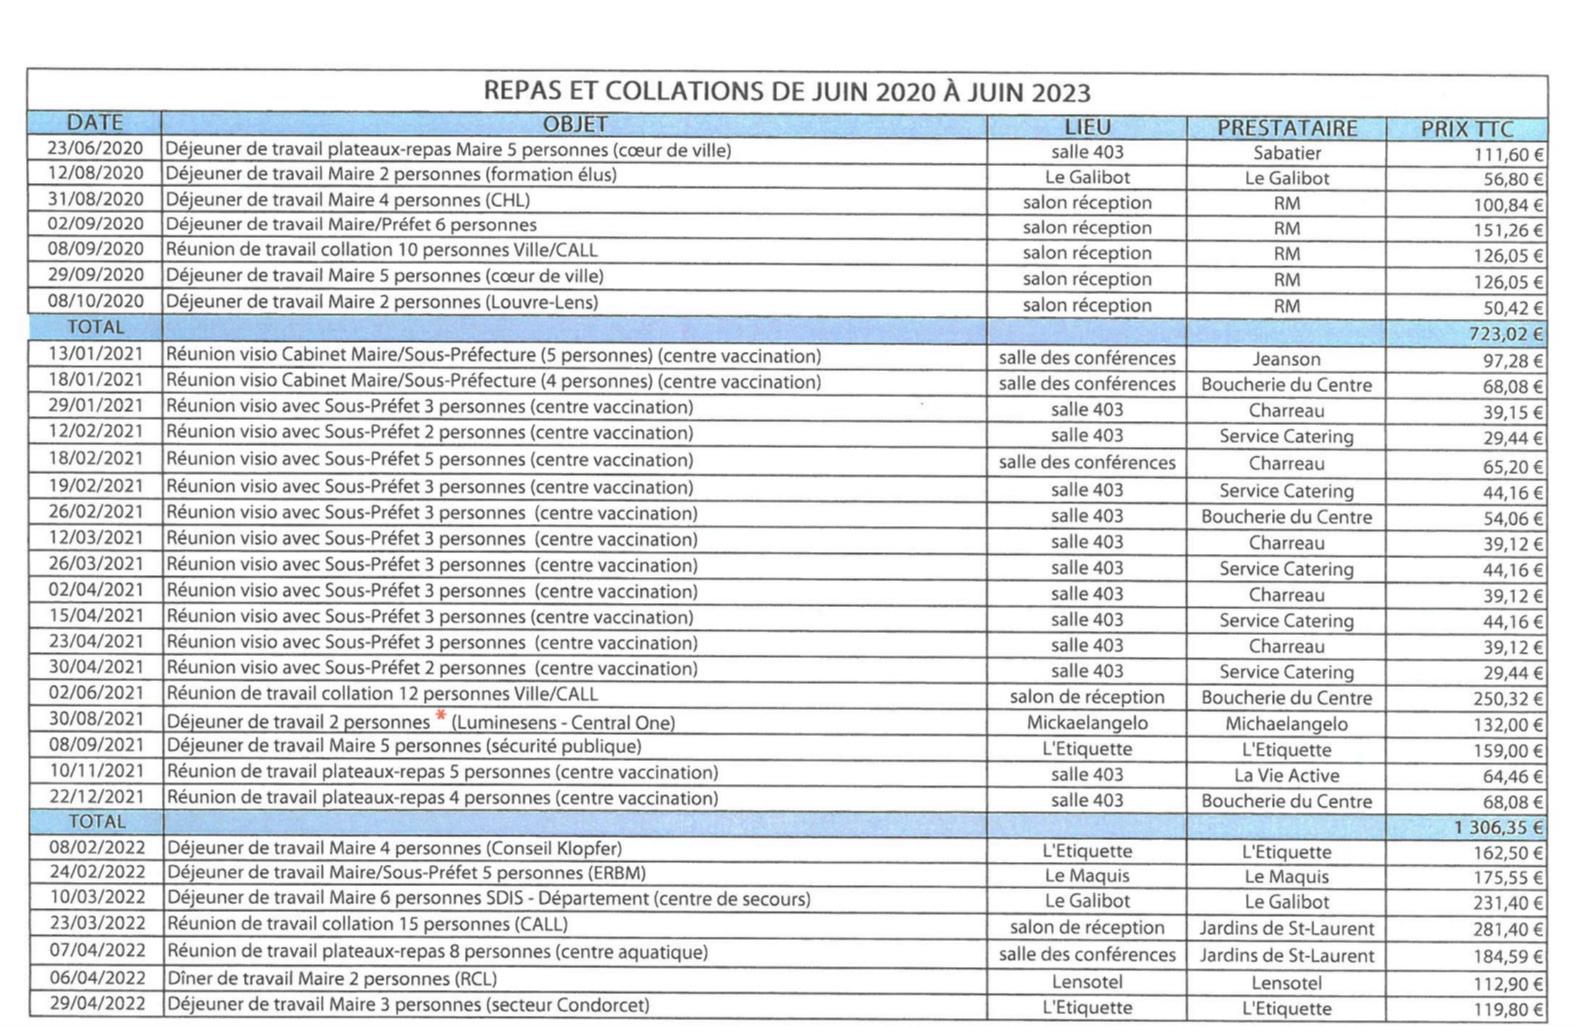 REPAS ET COLLATIONS DE JUIN 2020 À JUIN 2023
DATE OBJET LIEU PRESTATAIRE PRIX TTC
23/06/2020 Déjeuner de travail plateaux-repas Maire 5 personnes (cœur de ville) salle 403 Sabatier 111,60 €
12/08/2020 Déjeuner de travail Maire 2 personnes (formation élus) Le Galibot Le Galibot 56,80 €
31/08/2020 Déjeuner de travail Maire 4 personnes (CHL) salon réception RM 100,84 €
02/09/2020 Déjeuner de travail Maire/Préfet 6 personnes salon réception RM 151,26 €
08/09/2020 Réunion de travail collation 10 personnes Ville/CALL salon réception RM 126,05 €
29/09/2020 Déjeuner de travail Maire 5 personnes (cœur de ville) salon réception RM 126,05 €
08/10/2020 Déjeuner de travail Maire 2 personnes (Louvre-Lens) salon réception RM 50,42 €
TOTAL 723,02 €
13/01/2021 Réunion visio Cabinet Maire/Sous-Préfecture (5 personnes) (centre vaccination) salle des conférences Jeanson 97,28 €
18/01/2021 Réunion visio Cabinet Maire/Sous-Préfecture (4 personnes) (centre vaccination) salle des conférences Boucherie du Centre 68,08 €
29/01/2021 Réunion visio avec Sous-Préfet 3 personnes (centre vaccination) salle 403 Charreau 39,15 €
12/02/2021 Réunion visio avec Sous-Préfet 2 personnes (centre vaccination) salle 403 Service Catering 29,44 €
18/02/2021 Réunion visio avec Sous-Préfet 5 personnes (centre vaccination) salle des conférences Charreau 65,20 €
19/02/2021 Réunion visio avec Sous-Préfet 3 personnes (centre vaccination) salle 403 Service Catering 44,16 €
26/02/2021 Réunion visio avec Sous-Préfet 3 personnes (centre vaccination) salle 403 Boucherie du Centre 54,06 €
12/03/2021 Réunion visio avec Sous-Préfet 3 personnes (centre vaccination) salle 403 Charreau 39,12 €
26/03/2021 Réunion visio avec Sous-Préfet 3 personnes (centre vaccination) salle 403 Service Catering 44,16 €
02/04/2021 Réunion visio avec Sous-Préfet 3 personnes (centre vaccination) salle 403 Charreau 39,12 €
15/04/2021 Réunion visio avec Sous-Préfet 3 personnes (centre vaccination) salle 403 Service Catering 44,16 €
23/04/2021 Réunion visio avec Sous-Préfet 3 personnes (centre vaccination) salle 403 Charreau 39,12 €
30/04/2021 Réunion visio avec Sous-Préfet 2 personnes (centre vaccination) salle 403 Service Catering 29,44 €
02/06/2021 Réunion de travail collation 12 personnes Ville/CALL salon de réception Boucherie du Centre 250,32 €
30/08/2021 Déjeuner de travail 2 personnes * (Luminesens - Central One) Mickaelangelo Michaelangelo 132,00 €
08/09/2021 Déjeuner de travail Maire 5 personnes (sécurité publique) L'Etiquette L'Etiquette 159,00 €
10/11/2021 Réunion de travail plateaux-repas 5 personnes (centre vaccination) salle 403 La Vie Active 64,46 €
22/12/2021 Réunion de travail plateaux-repas 4 personnes (centre vaccination) salle 403 Boucherie du Centre 68,08 €
TOTAL 1 306,35 €
08/02/2022 Déjeuner de travail Maire 4 personnes (Conseil Klopfer) L'Etiquette L'Etiquette 162,50 €
24/02/2022 Déjeuner de travail Maire/Sous-Préfet 5 personnes (ERBM) Le Maquis Le Maquis 175,55 €
10/03/2022 Déjeuner de travail Maire 6 personnes SDIS - Département (centre de secours) Le Galibot Le Galibot 231,40 €
23/03/2022 Réunion de travail collation 15 personnes (CALL) salon de réception Jardins de St-Laurent 281,40 €
07/04/2022 Réunion de travail plateaux-repas 8 personnes (centre aquatique) salle des conférences Jardins de St-Laurent 184,59 €
06/04/2022 Dîner de travail Maire 2 personnes (RCL) Lensotel Lensotel 112,90 €
29/04/2022 Déjeuner de travail Maire 3 personnes (secteur Condorcet) L'Etiquette L'Etiquette 119,80 €